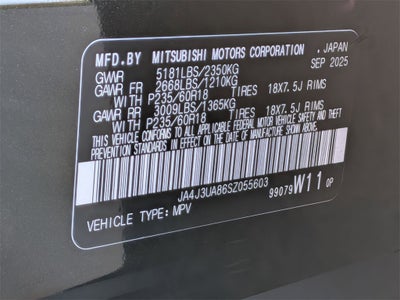 MFD.BY MITSUBISHI MOTORS CORPORATION . JAPAN
SEP 2025
GVWR 5181LBS/2350KG
GAWR FR 2668LBS/1210KG
WITH P235/60R18 TIRES 18X7.5J RIMS
GAWR RR 3009LBS/1365KG
WITH P235/60R18 TIRES 18X7.5J RIMS
THIS VEHICLE CONFORMS TO ALL APPLICABLE FEDERAL
MOTOR VEHICLE SAFETY, BUMPER, AND THEFT
PREVENTION STANDARDS IN EFFECT ON THE DATE OF
MANUFACTURE SHOWN ABOVE.
JA4J3UA86SZ055603
99079 W11 0P
VEHICLE TYPE: MPV